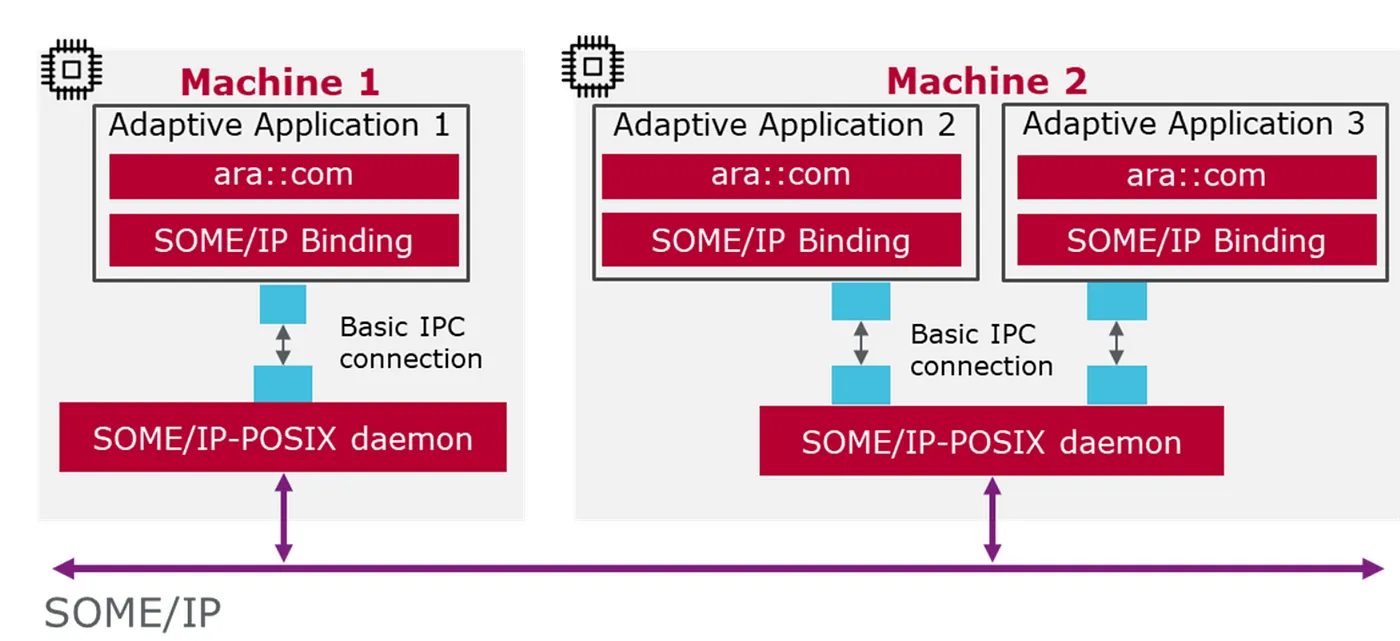 Machine 1
Adaptive Application 1
ara::com
SOME/IP Binding
Basic IPC
connection
SOME/IP-POSIX daemon
Machine 2
Adaptive Application 2
ara::com
SOME/IP Binding
Adaptive Application 3
ara::com
SOME/IP Binding
Basic IPC
connection
SOME/IP-POSIX daemon
SOME/IP